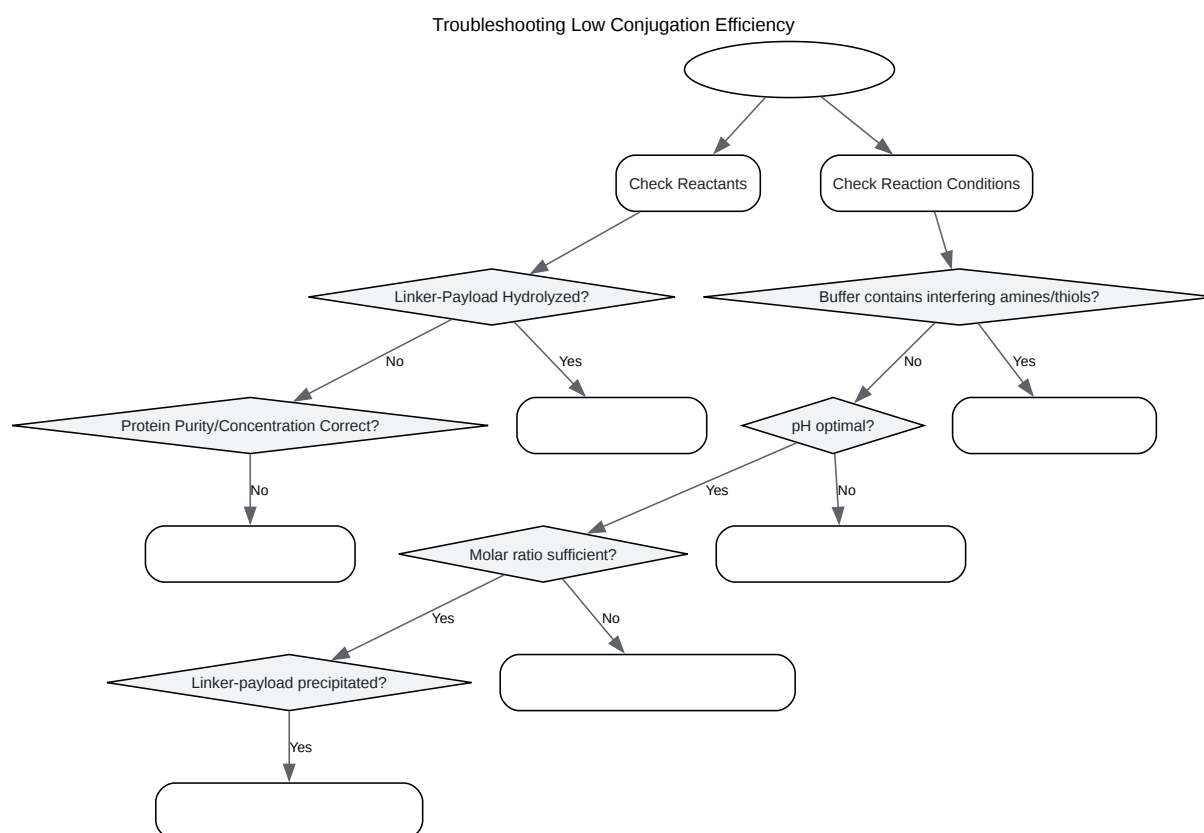 Troubleshooting Low Conjugation Efficiency
Check Reactants
Check Reaction Conditions
Linker-Payload Hydrolyzed?
Buffer contains interfering amines/thiols?
No
Yes
No
Yes
Protein Purity/Concentration Correct?
pH optimal?
No
Yes
No
Molar ratio sufficient?
Yes
No
Linker-payload precipitated?
Yes